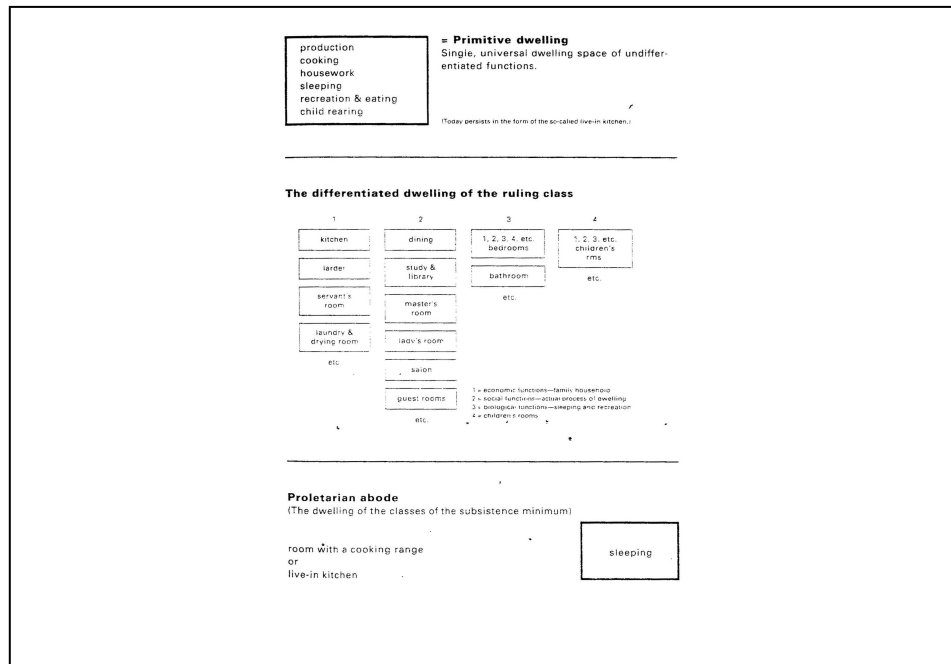 production
cooking
housework
sleeping
recreation & eating
child rearing
= Primitive dwelling
Single, universal dwelling space of undiffer-
entiated functions.
(Today persists in the form of the so-called live-in kitchen.)
The differentiated dwelling of the ruling class
1
kitchen
larder
servant's
room
laundry &
drying room
etc
2
dining
study &
library
master's
room
lady's room
salon
guest rooms
etc.
3
1, 2, 3, 4, etc.
bedrooms
bathroom
etc.
4
1, 2, 3, etc.
children's
rms
etc.
1 = economic functions—family household
2 = social functions—actual process of dwelling
3 = biological functions—sleeping and recreation
4 = children's rooms
Proletarian abode
(The dwelling of the classes of the subsistence minimum)
room with a cooking range
or
live-in kitchen
sleeping